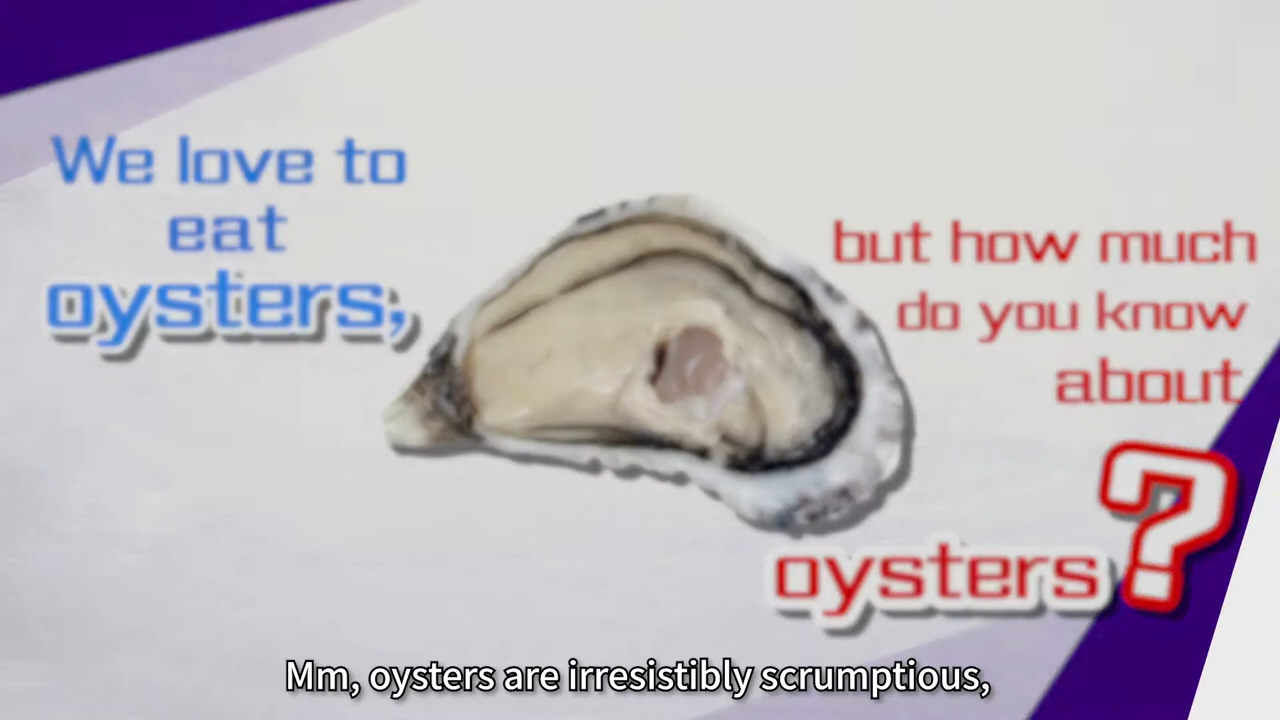 We love to
eat
oysters,
but how much
do you know
about
oysters?
Mm, oysters are irresistibly scrumptious,